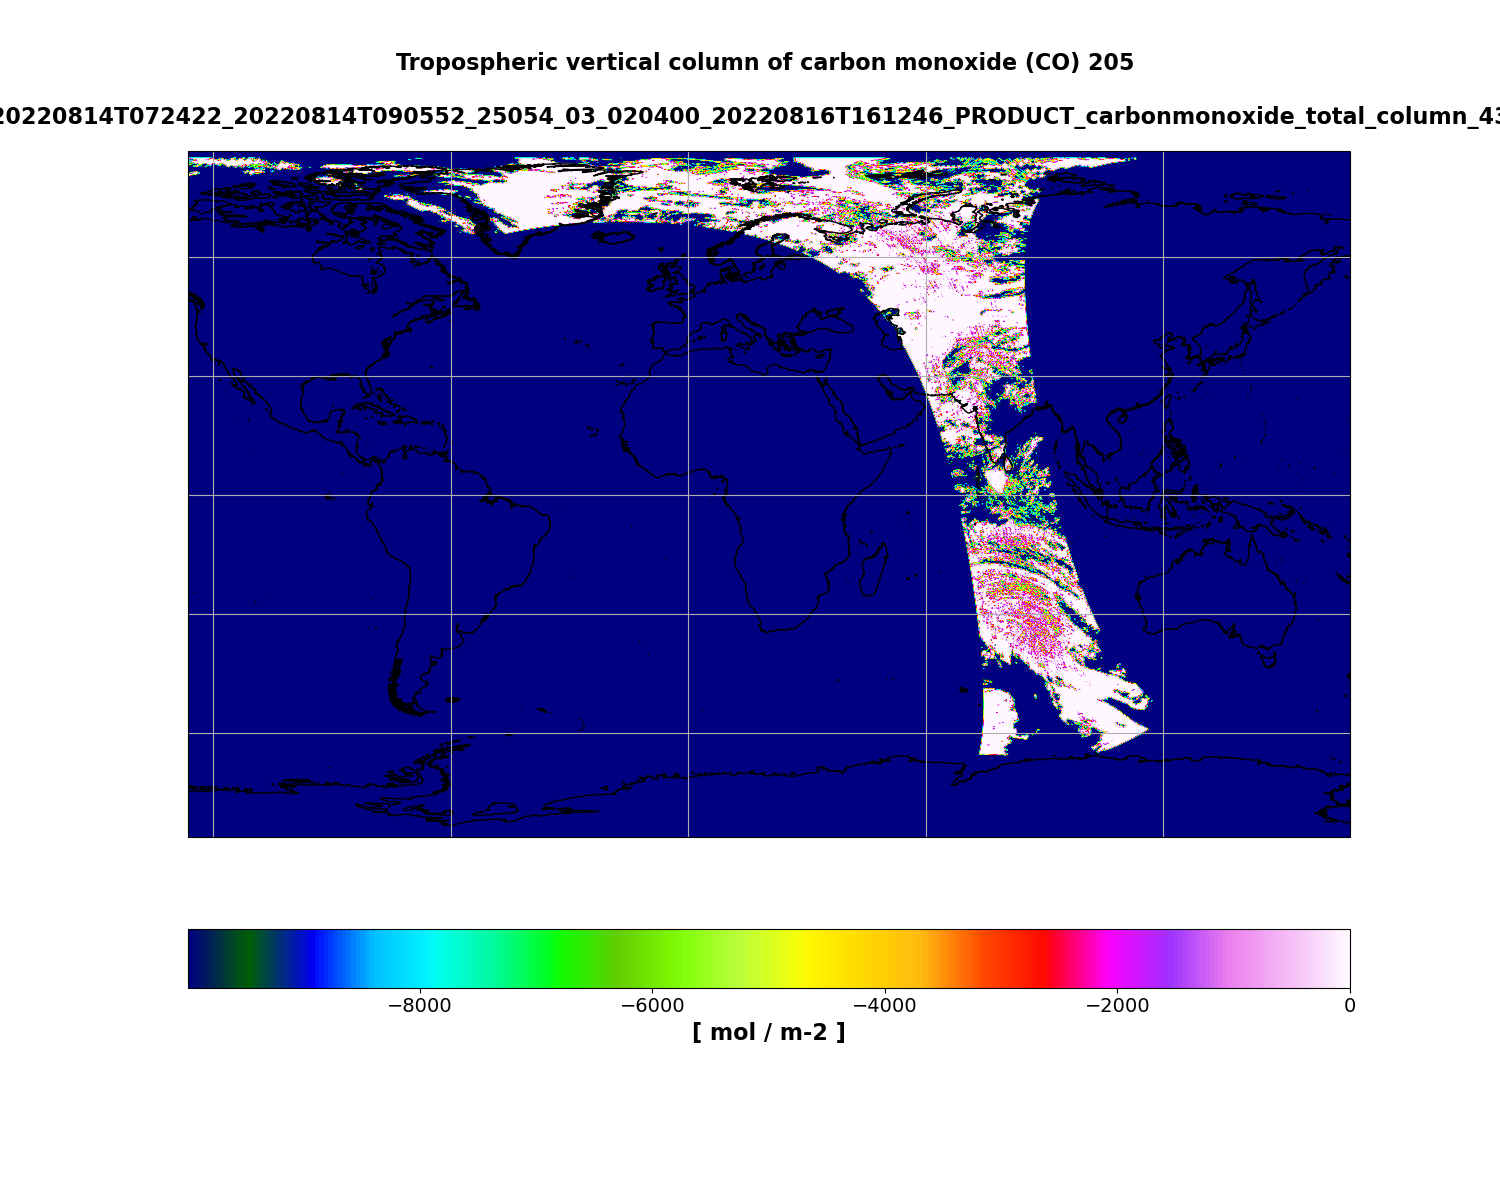 Tropospheric vertical column of carbon monoxide (CO) 205
20220814T072422_20220814T090552_25054_03_020400_20220816T161246_PRODUCT_carbonmonoxide_total_column_43
−8000 −6000 −4000 −2000 0
[ mol / m-2 ]